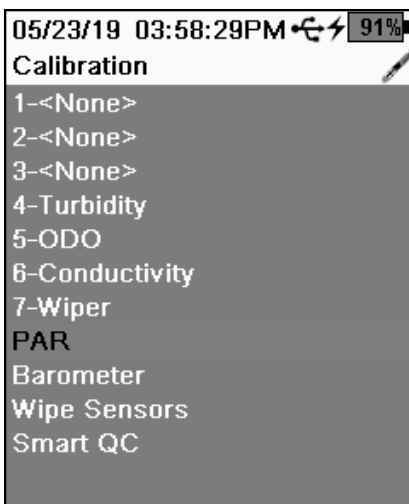 05/23/19 03:58:29PM 91%
Calibration
1-<None>
2-<None>
3-<None>
4-Turbidity
5-ODO
6-Conductivity
7-Wiper
PAR
Barometer
Wipe Sensors
Smart QC